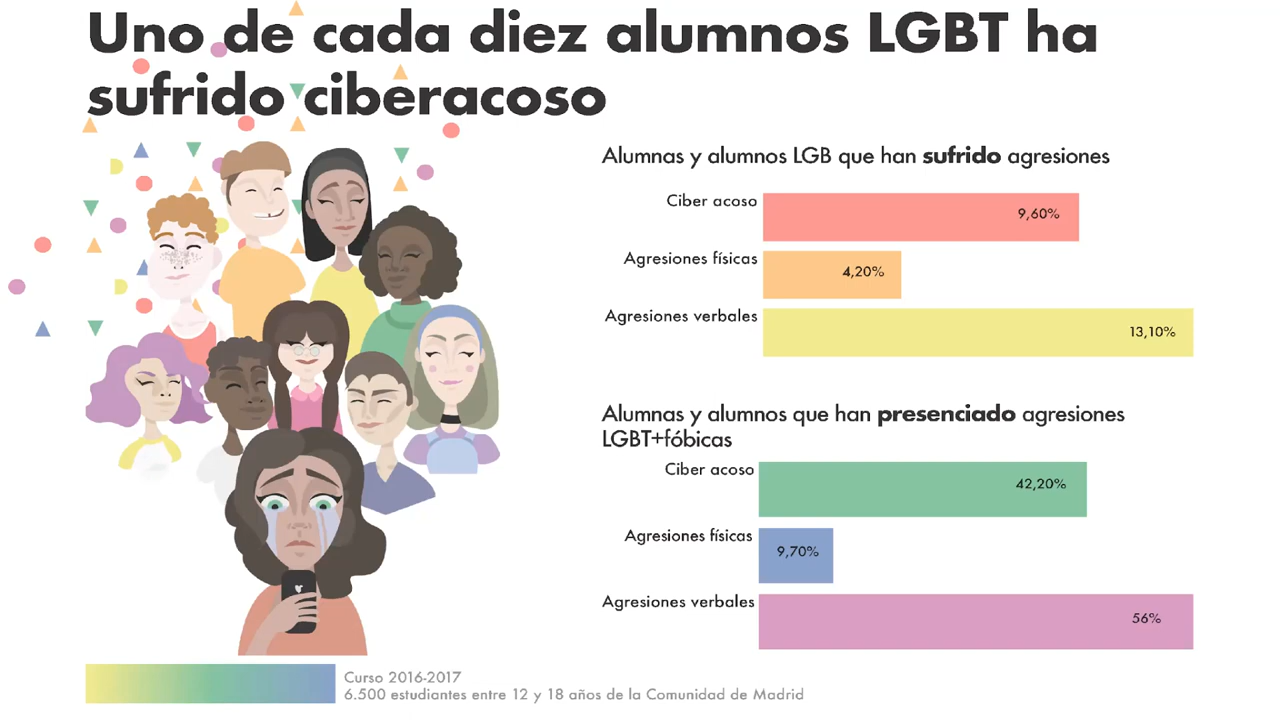 Uno de cada diez alumnos LGBT ha
sufrido ciberacoso
Alumnas y alumnos LGB que han sufrido agresiones
Ciber acoso
9,60%
Agresiones físicas
4,20%
Agresiones verbales
13,10%
Alumnas y alumnos que han presenciado agresiones
LGBT+fóbicas
Ciber acoso
42,20%
Agresiones físicas
9,70%
Agresiones verbales
56%
Curso 2016-2017
6.500 estudiantes entre 12 y 18 años de la Comunidad de Madrid